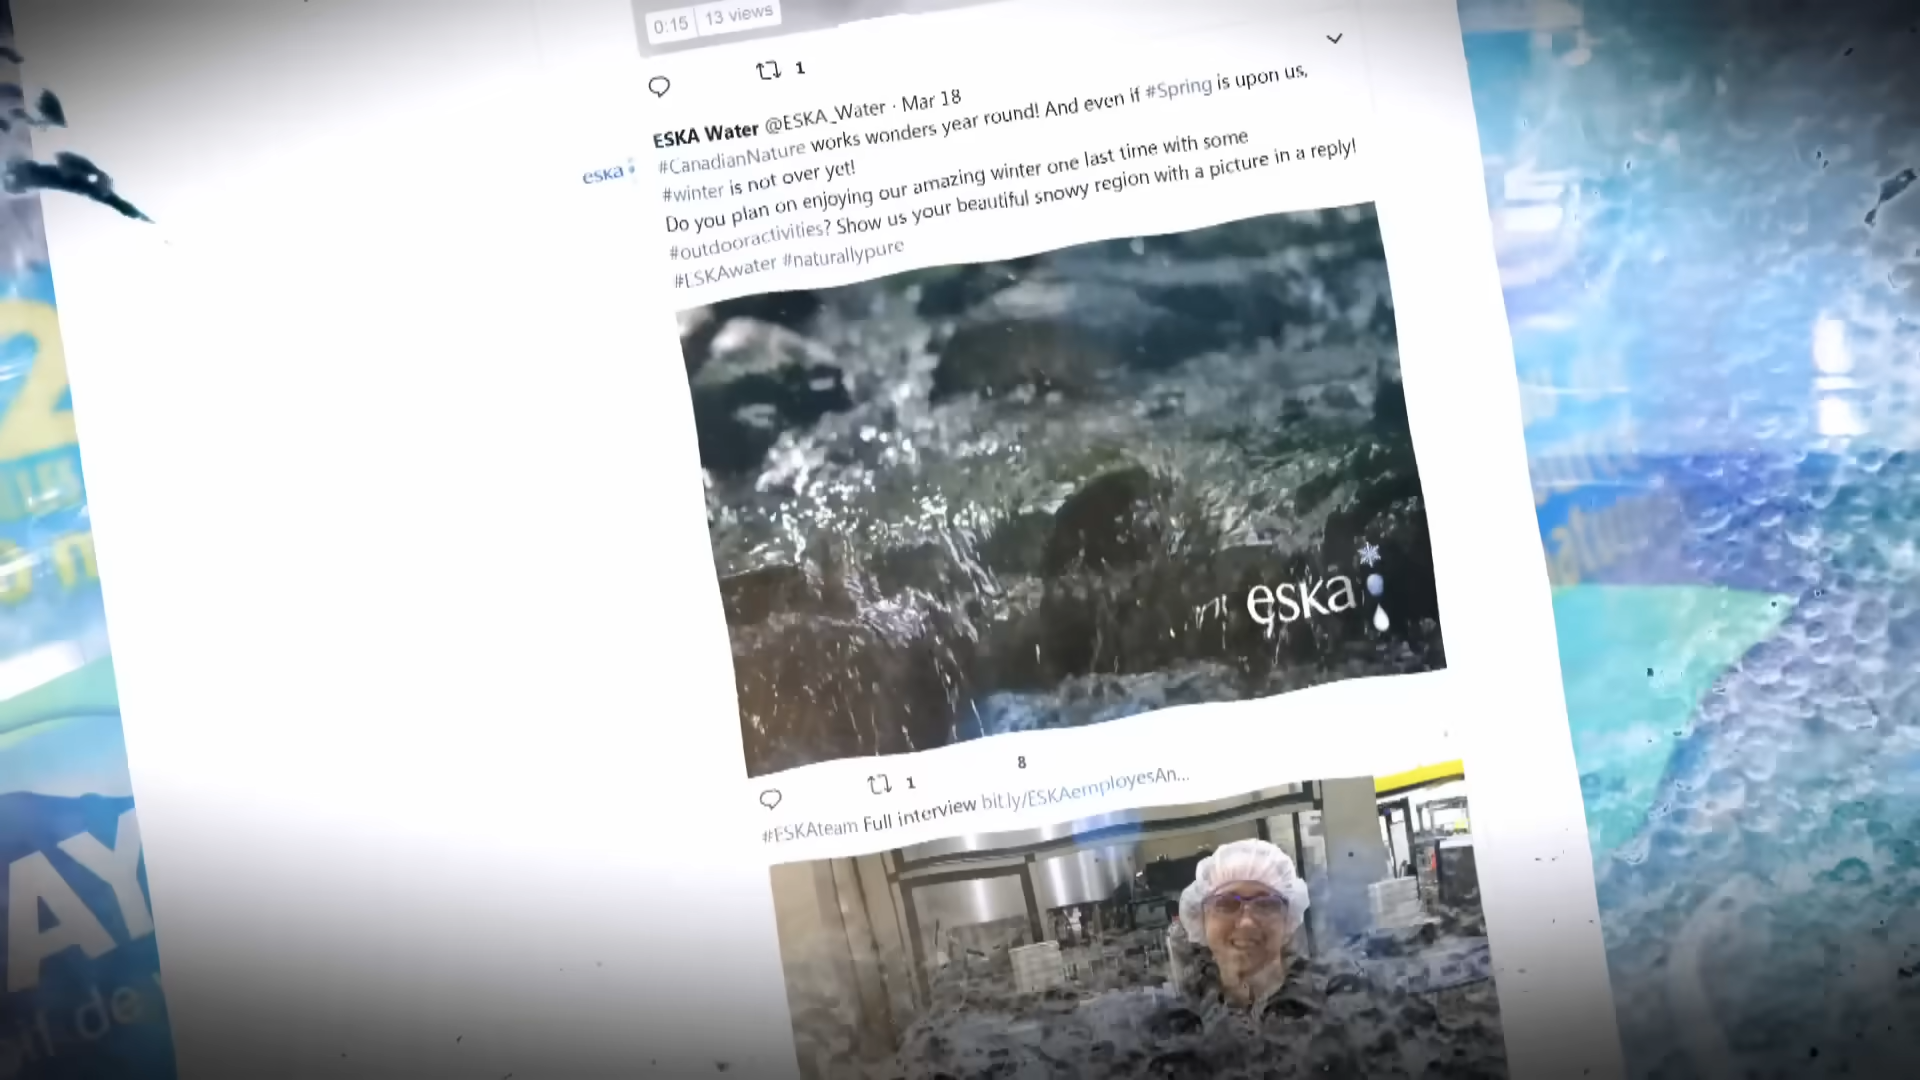 0:15 13 views
1
ESKA Water @ESKA_Water · Mar 18
#CanadianNature works wonders year round! And even if #Spring is upon us,
#winter is not over yet!
Do you plan on enjoying our amazing winter one last time with some
#outdooractivities? Show us your beautiful snowy region with a picture in a reply!
#ESKAwater #naturallypure
eska
eska
1 8
#ESKAteam Full interview bit.ly/ESKAemployesAn...
2
AY